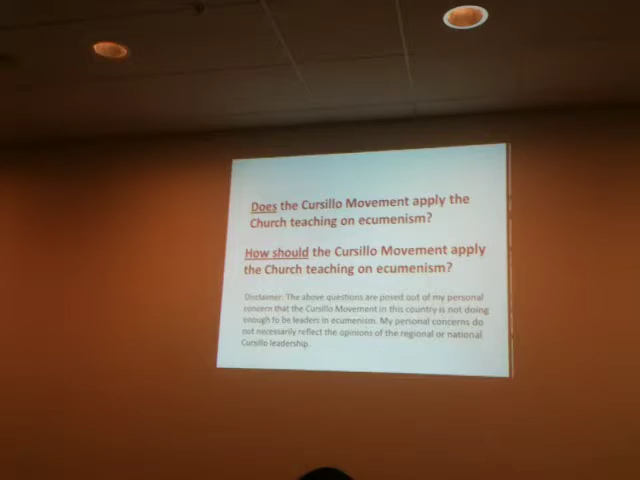 Does the Cursillo Movement apply the
Church teaching on ecumenism?
How should the Cursillo Movement apply
the Church teaching on ecumenism?
Disclaimer: The above questions are posed out of my personal
concern that the Cursillo Movement in this country is not doing
enough to be leaders in ecumenism. My personal concerns do
not necessarily reflect the opinions of the regional or national
Cursillo leadership.